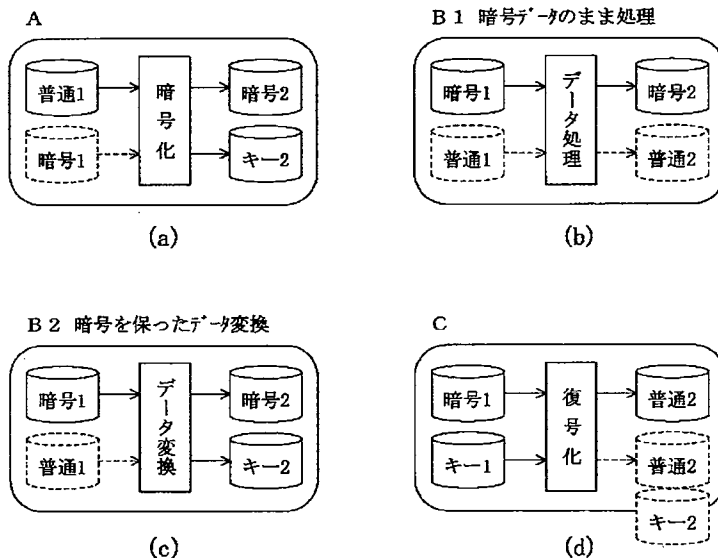 A
普通1
暗号1
暗号化
暗号2
キー2
(a)
B1 暗号データのまま処理
暗号1
普通1
データ処理
暗号2
普通2
(b)
B2 暗号を保ったデータ変換
暗号1
普通1
データ変換
暗号2
キー2
(c)
C
暗号1
キー1
復号化
普通2
普通2
キー2
(d)